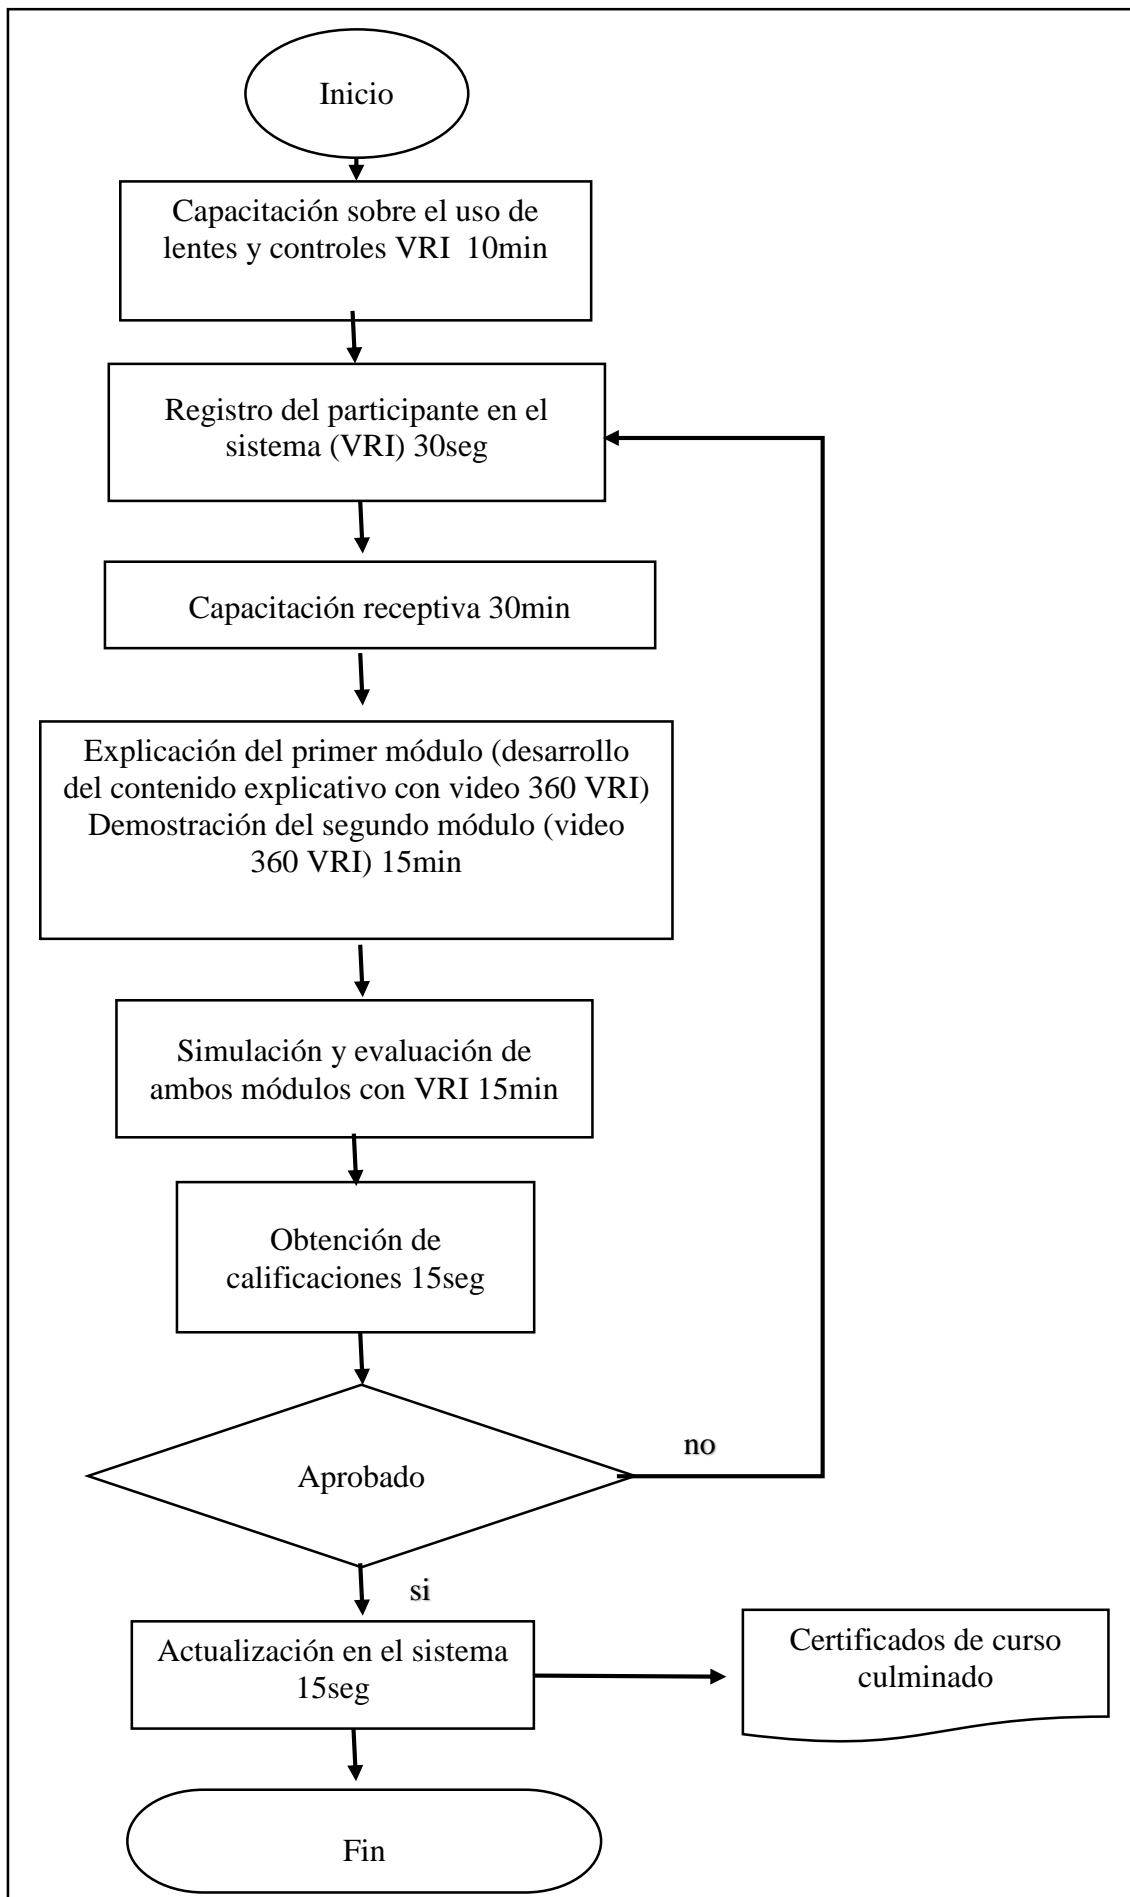 Inicio
Capacitación sobre el uso de
lentes y controles VRI  10min
Registro del participante en el
sistema (VRI) 30seg
Capacitación receptiva 30min
Explicación del primer módulo (desarrollo
del contenido explicativo con video 360 VRI)
Demostración del segundo módulo (video
360 VRI) 15min
Simulación y evaluación de
ambos módulos con VRI 15min
Obtención de
calificaciones 15seg
no
Aprobado
si
Actualización en el sistema
15seg
Certificados de curso
culminado
Fin